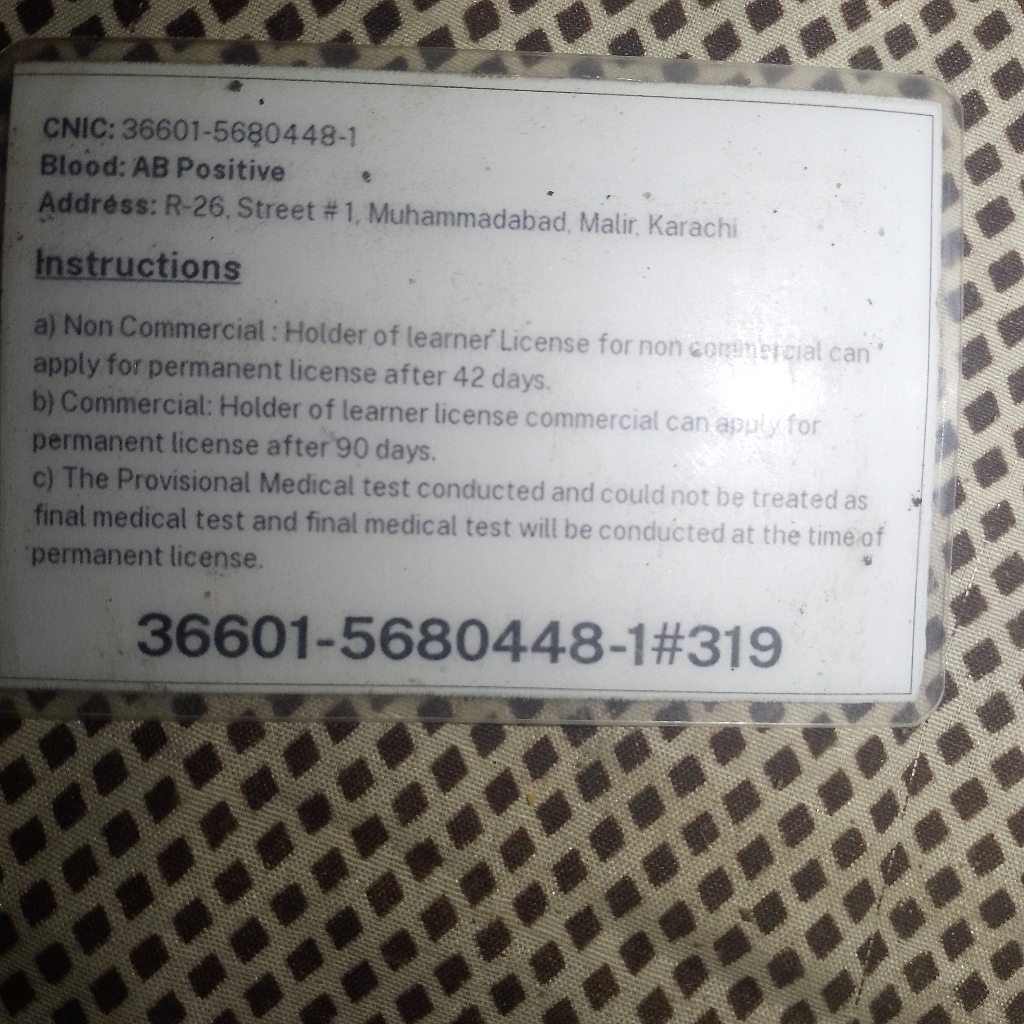 CNIC: 36601-5680448-1
Blood: AB Positive
Address: R-26, Street # 1, Muhammadabad, Malir, Karachi
Instructions
a) Non Commercial : Holder of learner License for non commercial can
apply for permanent license after 42 days.
b) Commercial: Holder of learner license commercial can apply for
permanent license after 90 days.
c) The Provisional Medical test conducted and could not be treated as
final medical test and final medical test will be conducted at the time of
permanent license.
36601-5680448-1#319